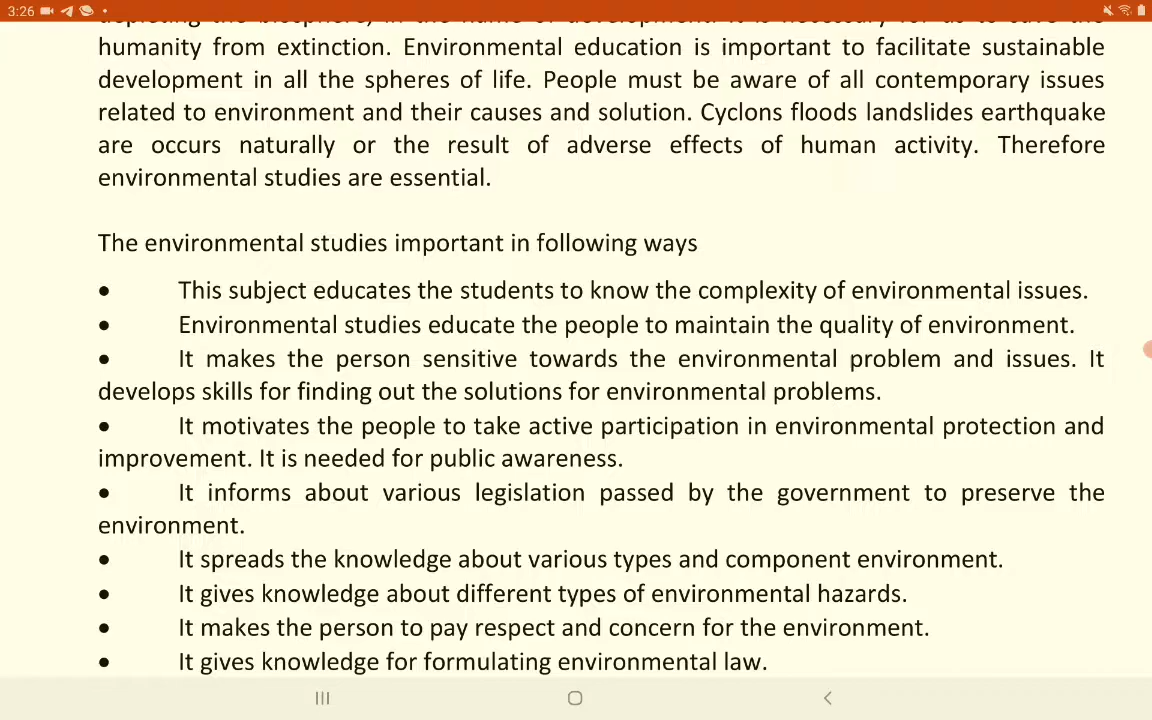 3:26
humanity from extinction. Environmental education is important to facilitate sustainable
development in all the spheres of life. People must be aware of all contemporary issues
related to environment and their causes and solution. Cyclons floods landslides earthquake
are occurs naturally or the result of adverse effects of human activity. Therefore
environmental studies are essential.
The environmental studies important in following ways
• This subject educates the students to know the complexity of environmental issues.
• Environmental studies educate the people to maintain the quality of environment.
• It makes the person sensitive towards the environmental problem and issues. It
develops skills for finding out the solutions for environmental problems.
• It motivates the people to take active participation in environmental protection and
improvement. It is needed for public awareness.
• It informs about various legislation passed by the government to preserve the
environment.
• It spreads the knowledge about various types and component environment.
• It gives knowledge about different types of environmental hazards.
• It makes the person to pay respect and concern for the environment.
• It gives knowledge for formulating environmental law.